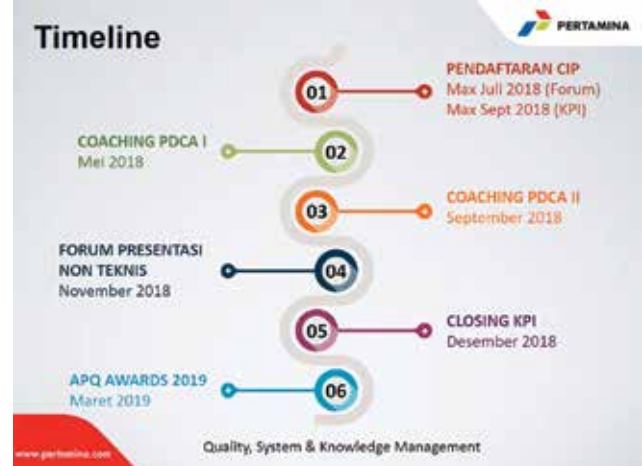 Timeline
PERTAMINA
01
PENDAFTARAN CIP
Max Juli 2018 (Forum)
Max Sept 2018 (KPI)
COACHING PDCA I
Mei 2018
02
03
COACHING PDCA II
September 2018
FORUM PRESENTASI
NON TEKNIS
November 2018
04
05
CLOSING KPI
Desember 2018
APQ AWARDS 2019
Maret 2019
06
www.pertamina.com
Quality, System & Knowledge Management